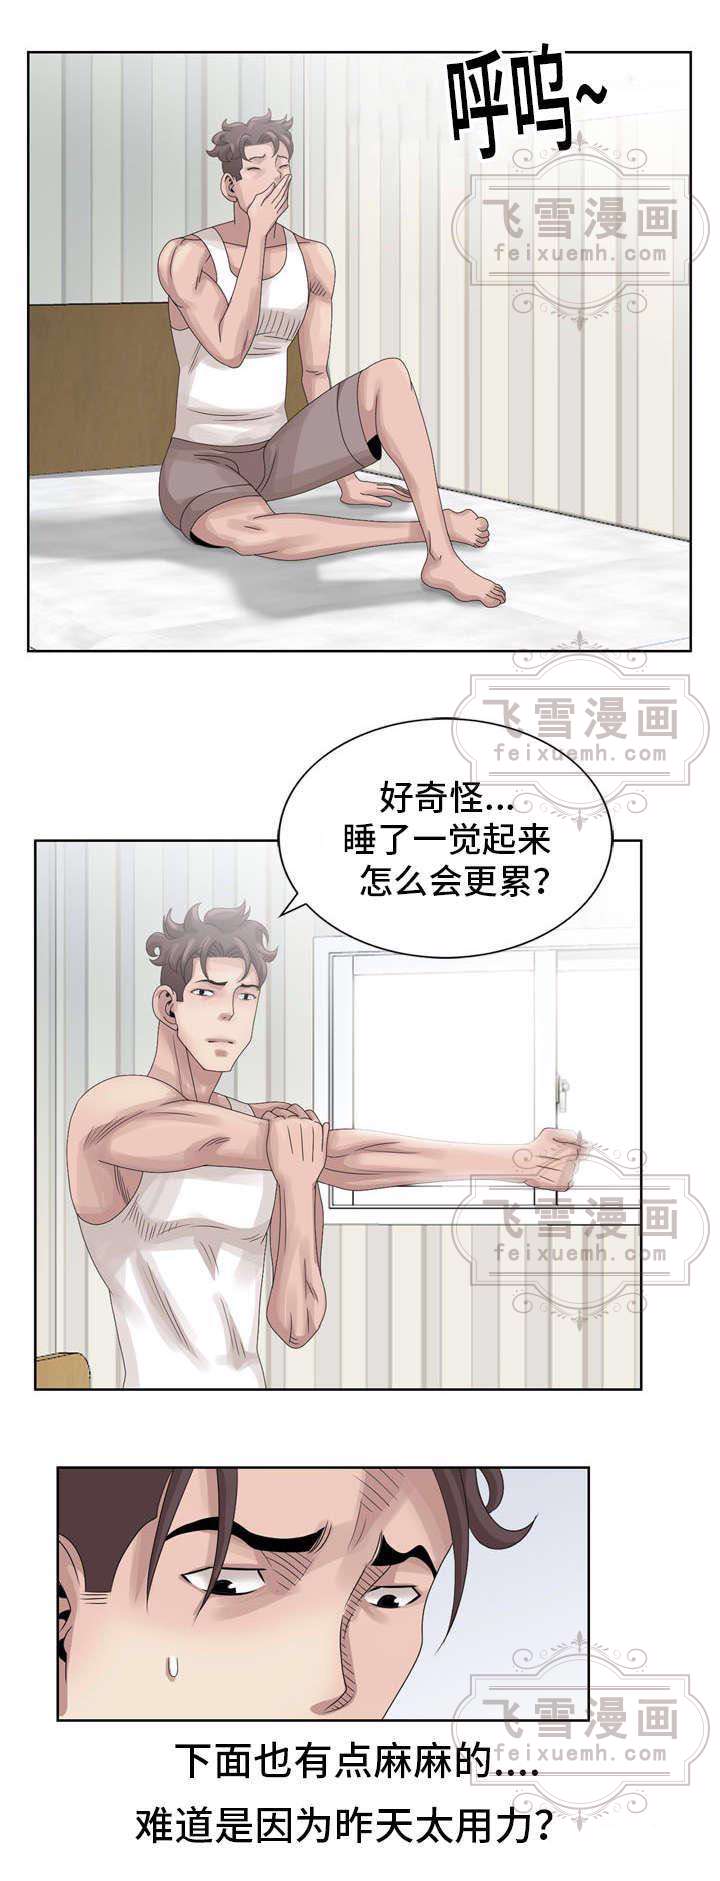 呼呜~
飞雪漫画
feixuemh.com
飞雪漫画
feixuemh.com
好奇怪...
睡了一觉起来
怎么会更累？
飞雪漫画
feixuemh.com
飞雪漫画
feixuemh.com
下面也有点麻麻的....
难道是因为昨天太用力？